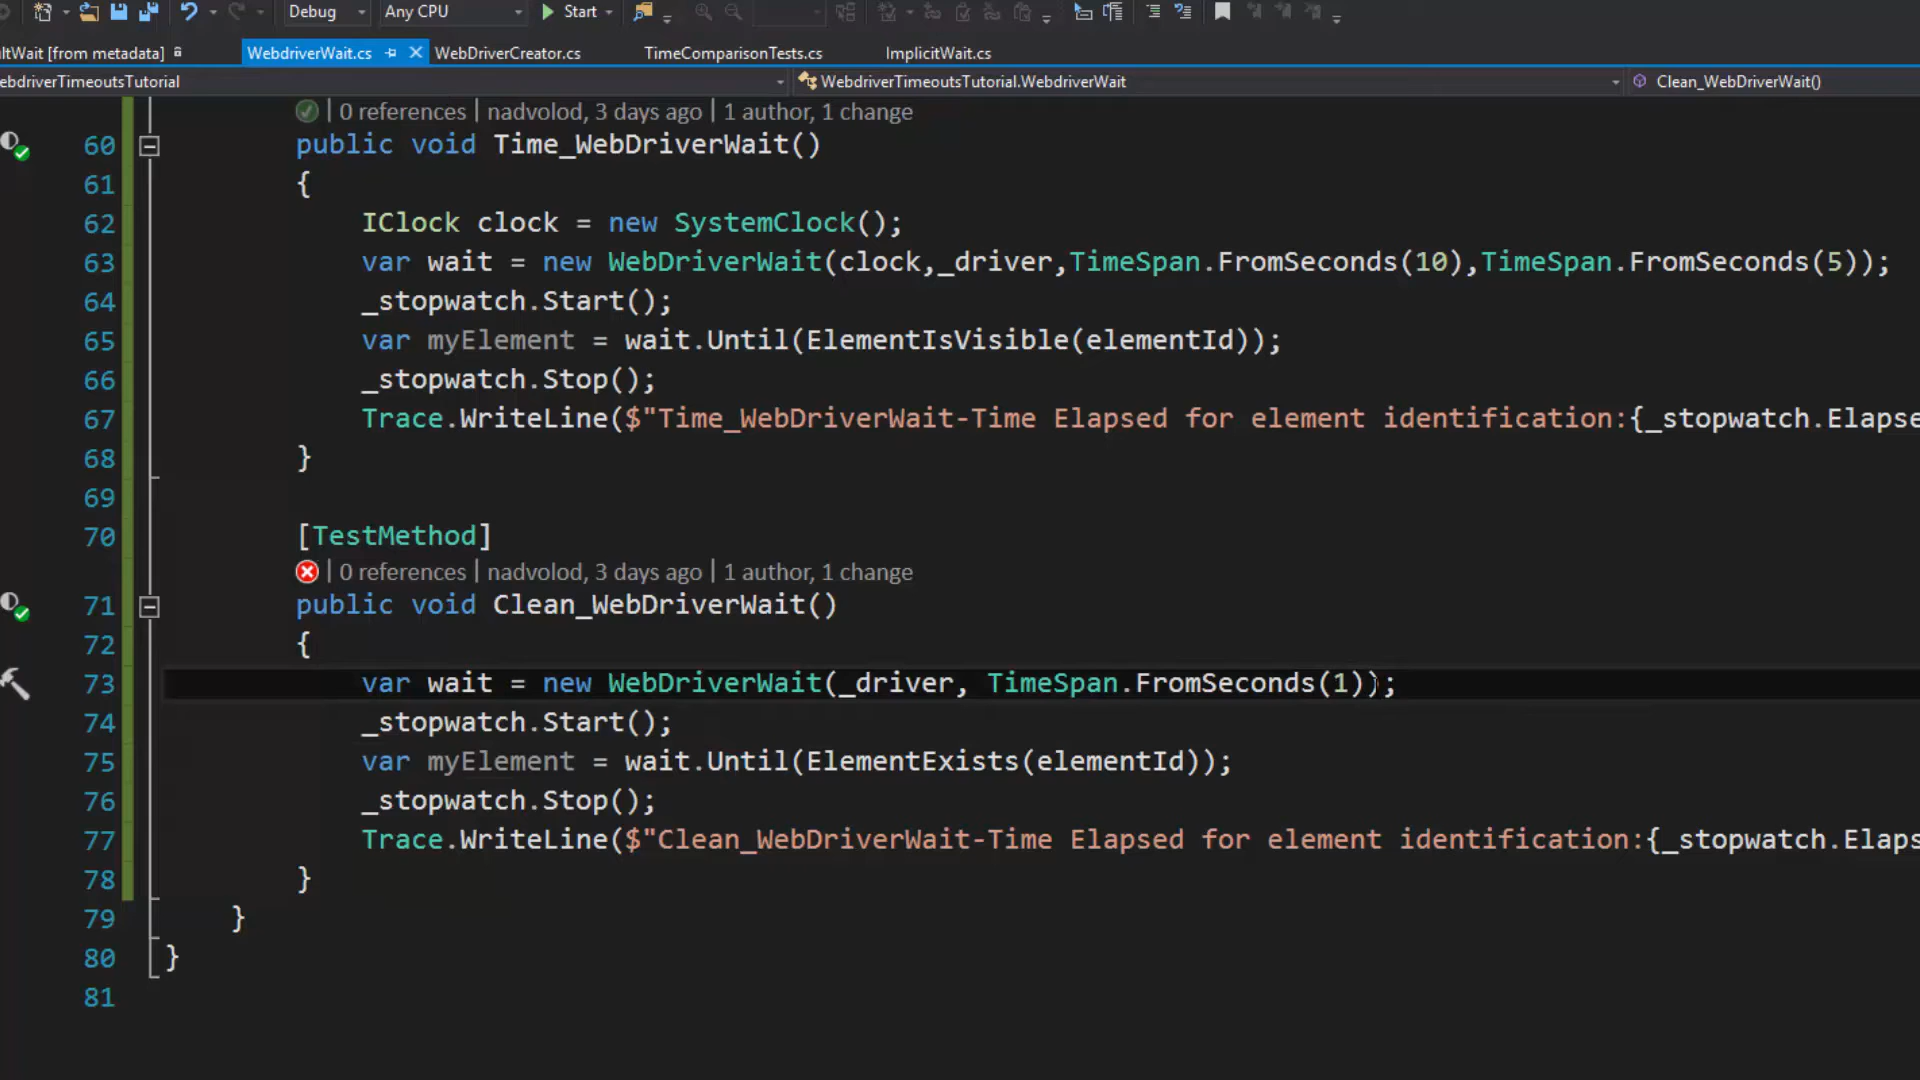 Debug Any CPU Start
ltWait [from metadata] WebdriverWait.cs WebDriverCreator.cs TimeComparisonTests.cs ImplicitWait.cs
ebdriverTimeoutsTutorial WebdriverTimeoutsTutorial.WebdriverWait Clean_WebDriverWait()
| 0 references | nadvolod, 3 days ago | 1 author, 1 change
60 public void Time_WebDriverWait()
61 {
62 IClock clock = new SystemClock();
63 var wait = new WebDriverWait(clock,_driver,TimeSpan.FromSeconds(10),TimeSpan.FromSeconds(5));
64 _stopwatch.Start();
65 var myElement = wait.Until(ElementIsVisible(elementId));
66 _stopwatch.Stop();
67 Trace.WriteLine($"Time_WebDriverWait-Time Elapsed for element identification:{_stopwatch.Elapse
68 }
69
70 [TestMethod]
| 0 references | nadvolod, 3 days ago | 1 author, 1 change
71 public void Clean_WebDriverWait()
72 {
73 var wait = new WebDriverWait(_driver, TimeSpan.FromSeconds(1));
74 _stopwatch.Start();
75 var myElement = wait.Until(ElementExists(elementId));
76 _stopwatch.Stop();
77 Trace.WriteLine($"Clean_WebDriverWait-Time Elapsed for element identification:{_stopwatch.Elaps
78 }
79 }
80 }
81